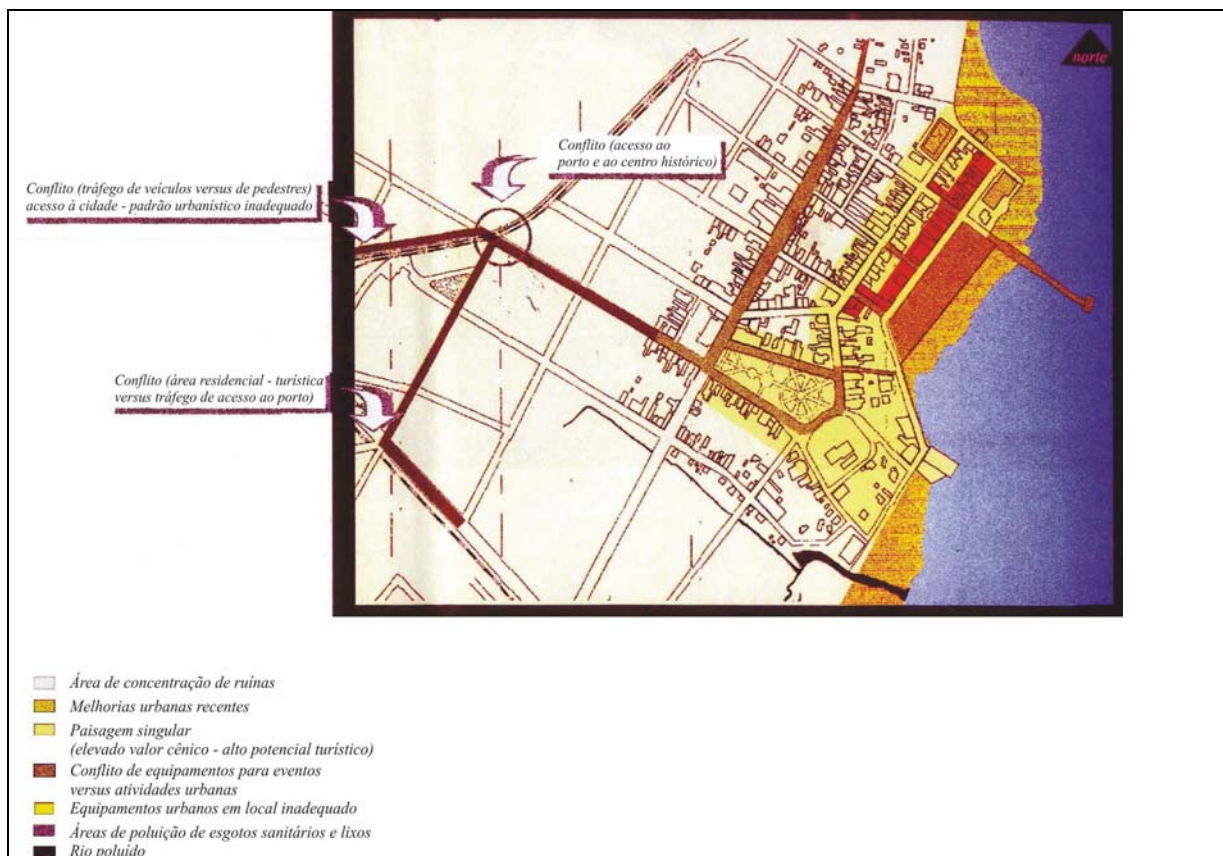 norte
Conflito (acesso ao
porto e ao centro histórico)
Conflito (tráfego de veículos versus de pedestres)
acesso à cidade - padrão urbanístico inadequado
Conflito (área residencial - turística
versus tráfego de acesso ao porto)
Área de concentração de ruínas
Melhorias urbanas recentes
Paisagem singular
(elevado valor cênico - alto potencial turístico)
Conflito de equipamentos para eventos
versus atividades urbanas
Equipamentos urbanos em local inadequado
Áreas de poluição de esgotos sanitários e lixos
Rio poluído